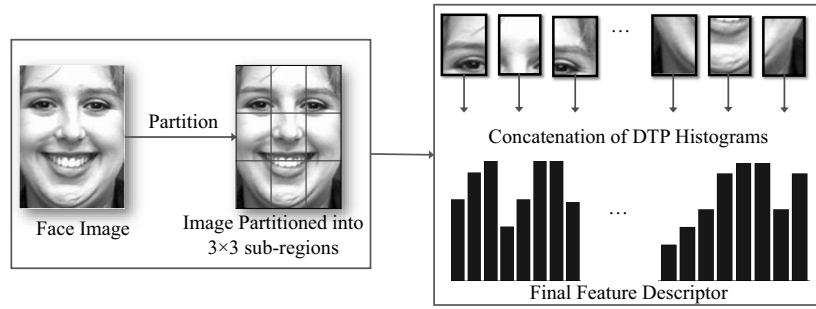 Partition
Face Image
Image Partitioned into
3×3 sub-regions
...
Concatenation of DTP Histograms
...
Final Feature Descriptor